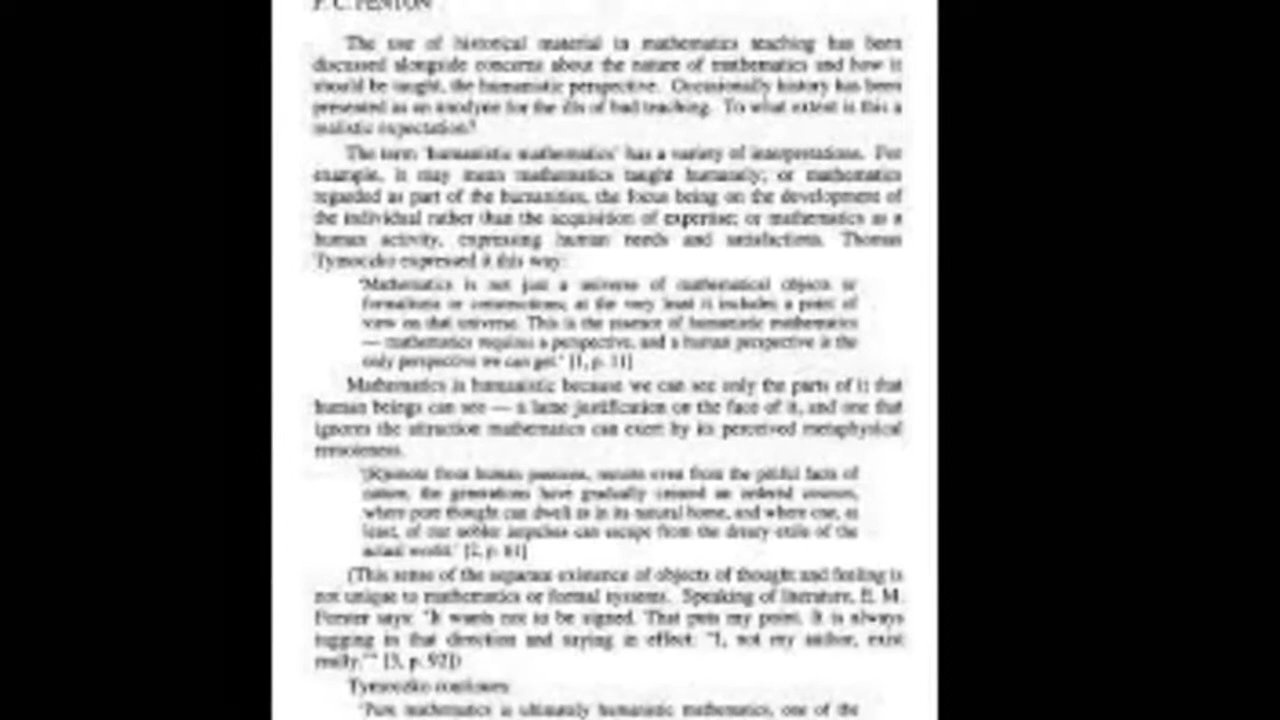 P. C. FENTON
The use of historical material in mathematics teaching has been
discussed alongside concerns about the nature of mathematics and how it
should be taught, the humanistic perspective. Occasionally history has been
presented as an anodyne for the ills of bad teaching. To what extent is this a
realistic expectation?
The term 'humanistic mathematics' has a variety of interpretations. For
example, it may mean mathematics taught humanely; or mathematics
regarded as part of the humanities, the focus being on the development of
the individual rather than the acquisition of expertise; or mathematics as a
human activity, expressing human needs and satisfactions. Thomas
Tymoczko expressed it this way:
'Mathematics is not just a universe of mathematical objects or
formalisms or constructions; at the very least it includes a point of
view on that universe. This is the essence of humanistic mathematics
— mathematics requires a perspective, and a human perspective is the
only perspective we can get.' [1, p. 11]
Mathematics is humanistic because we can see only the parts of it that
human beings can see — a lame justification on the face of it, and one that
ignores the attraction mathematics can exert by its perceived metaphysical
remoteness.
'[R]emote from human passions, remote even from the pitiful facts of
nature, the generations have gradually created an ordered cosmos,
where pure thought can dwell as in its natural home, and where one, at
least, of our nobler impulses can escape from the dreary exile of the
actual world.' [2, p. 61]
(This sense of the separate existence of objects of thought and feeling is
not unique to mathematics or formal systems. Speaking of literature, E. M.
Forster says: 'It wants not to be signed. That puts my point. It is always
tugging in that direction and saying in effect: "I, not my author, exist
really."' [3, p. 92])
Tymoczko continues:
'Pure mathematics is ultimately humanistic mathematics, one of the